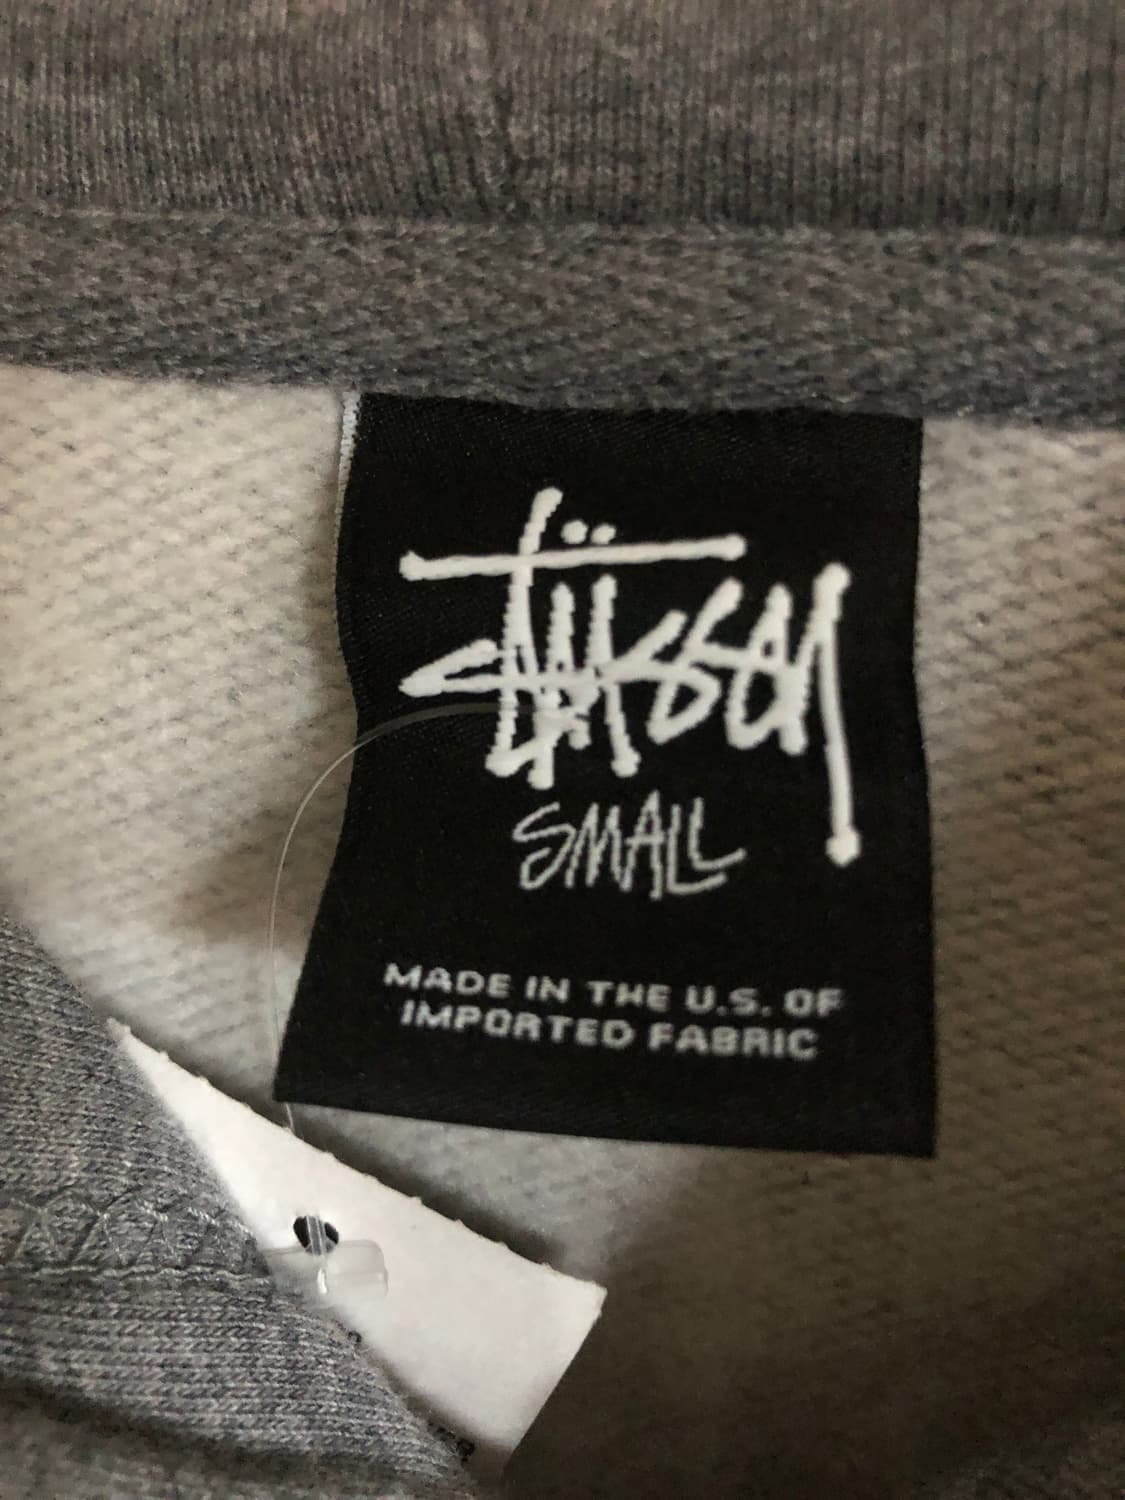 Stüssy
SMALL
MADE IN THE U.S. OF
IMPORTED FABRIC